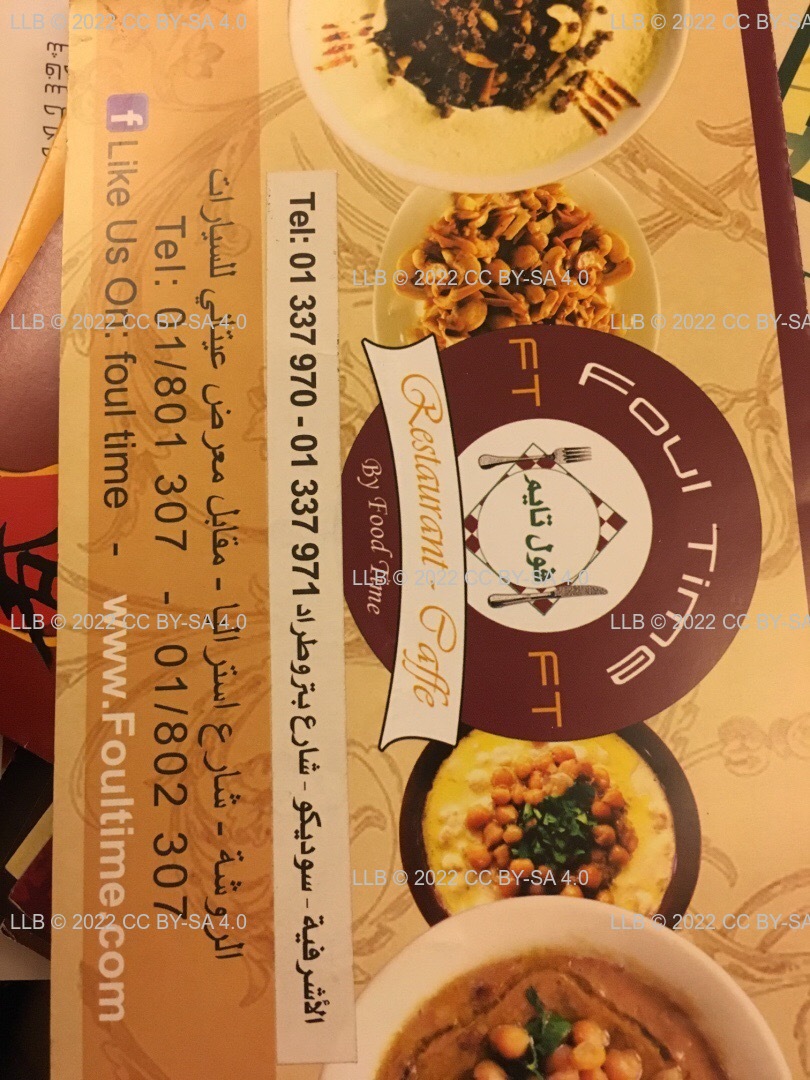 Foul Time
FT
FT
فول تايم
Restaurant - Caffe
By Food Time
Tel: 01 337 970 - 01 337 971 الأشرفية - سوديكو - شارع بتروطراد
الروشة - شارع استراليا - مقابل معرض عيتاني للسيارات
Tel: 01/801 307 - 01/802 307
f Like Us On: foul time - www.Foultime.com
LLB © 2022 CC BY-SA 4.0